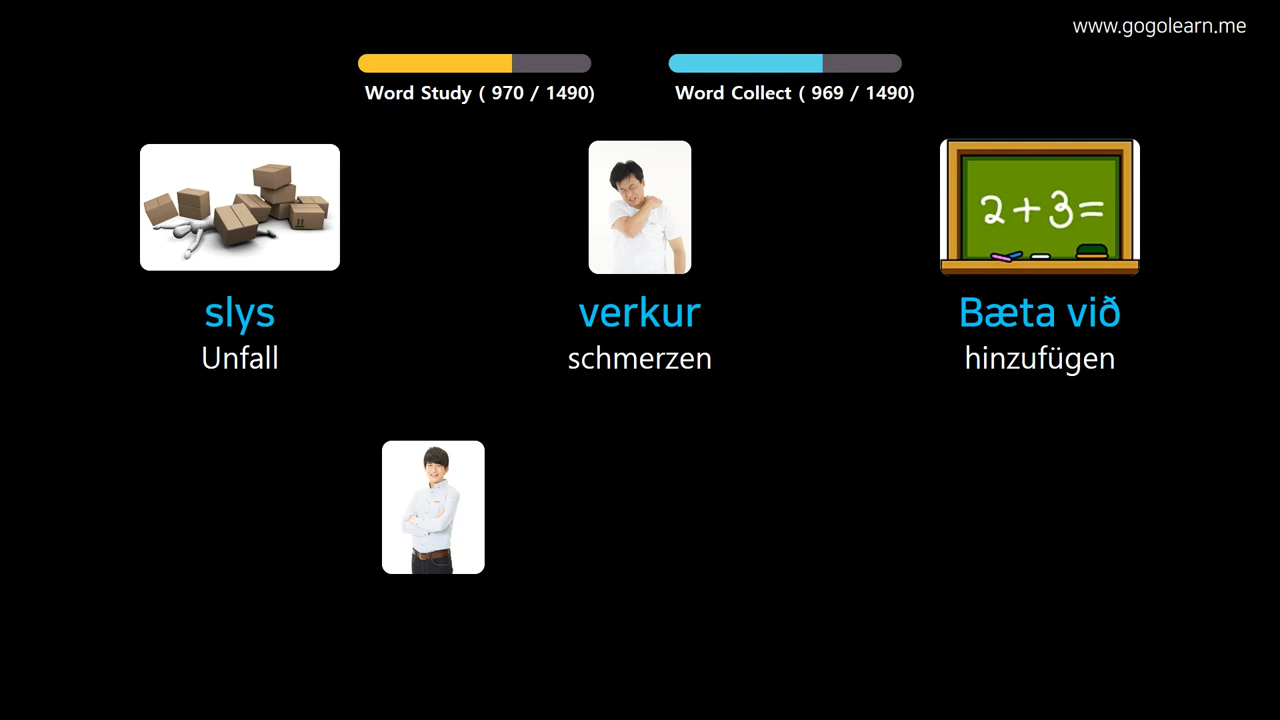 www.gogolearn.me
Word Study ( 970 / 1490)
Word Collect ( 969 / 1490)
2+3=
slys
verkur
Bæta við
Unfall
schmerzen
hinzufügen